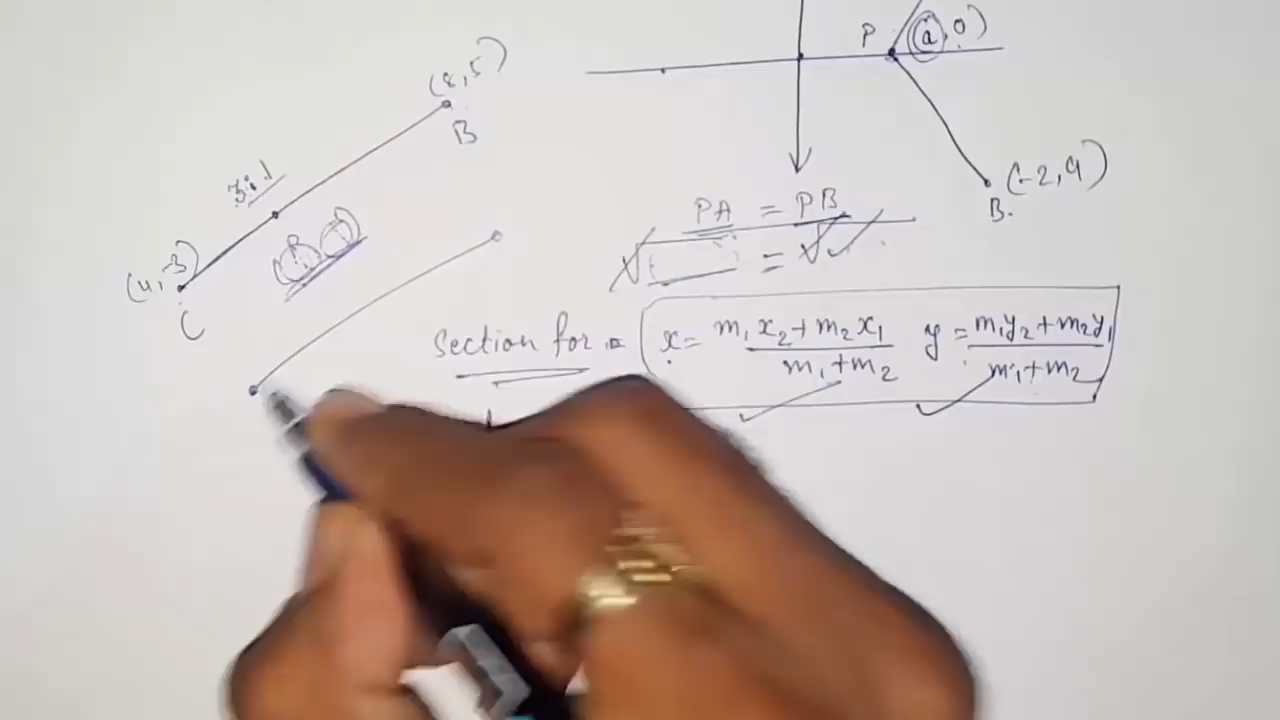 (8,5)
B
3:1
(4,-3)
C
P (a,0)
(-2,9)
B.
PA = PB
√ = √
Section for =
x = m₁x₂+m₂x₁ / m₁+m₂ y = m₁y₂+m₂y₁ / m₁+m₂